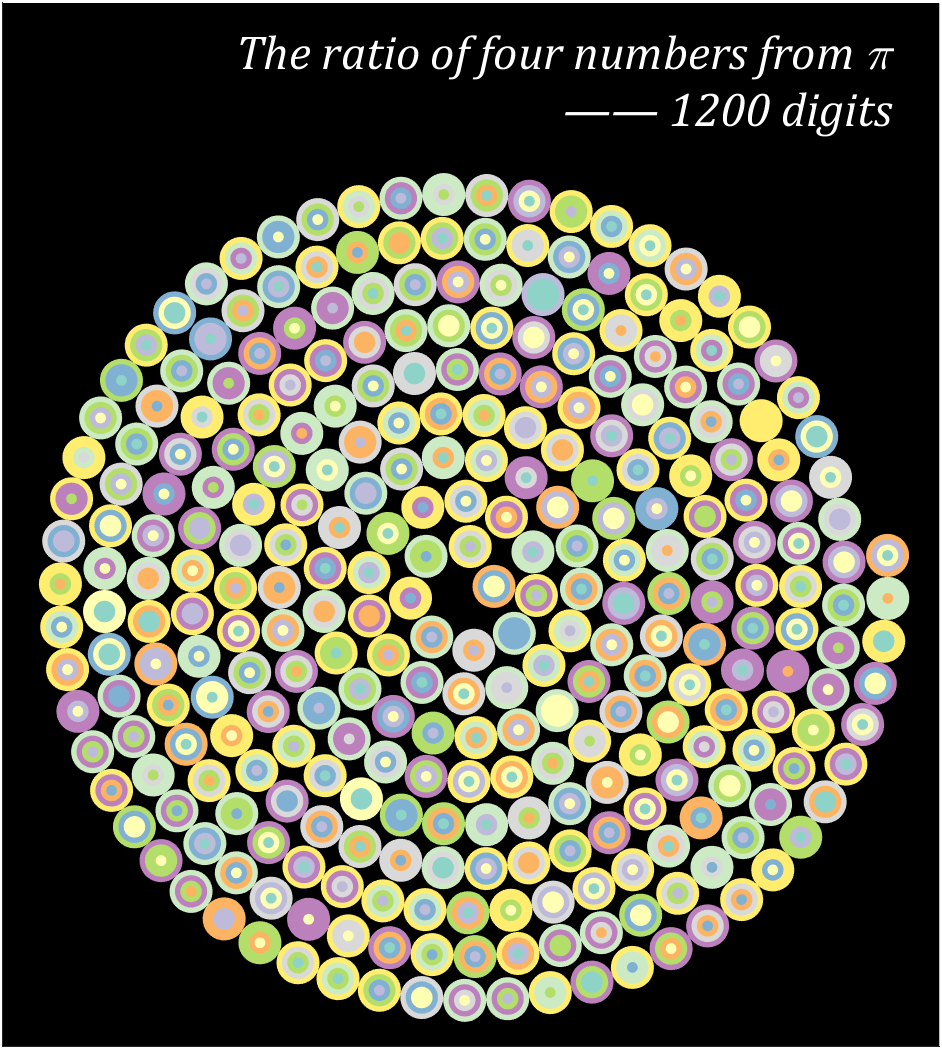 The ratio of four numbers from π
—— 1200 digits